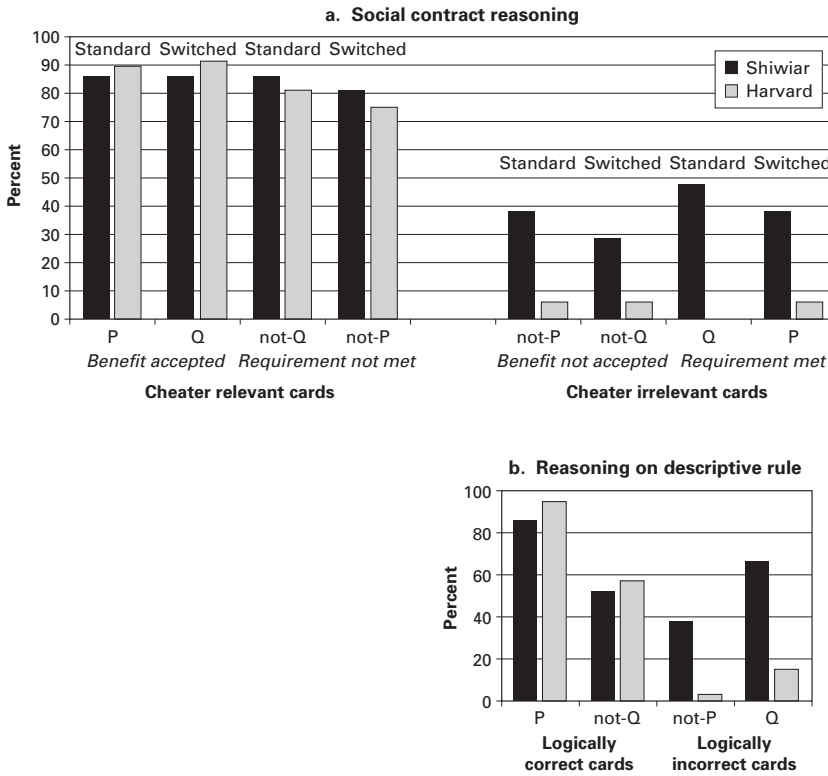 a. Social contract reasoning
100
90
80
70
60
50
40
30
20
10
0
Percent
Standard Switched Standard Switched
Shiwiar
Harvard
Standard Switched Standard Switched
P Q not-Q not-P not-P not-Q Q P
Benefit accepted Requirement not met Benefit not accepted Requirement met
Cheater relevant cards Cheater irrelevant cards
b. Reasoning on descriptive rule
100
80
60
40
20
0
Percent
P not-Q not-P Q
Logically Logically
correct cards incorrect cards